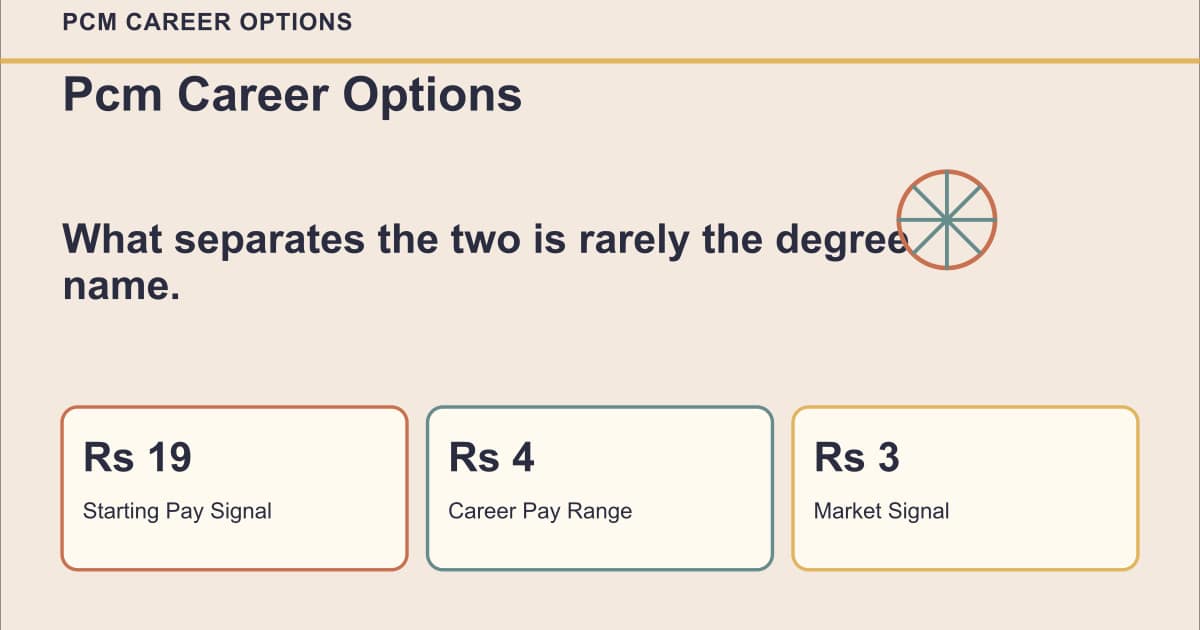 PCM CAREER OPTIONS
Pcm Career Options
What separates the two is rarely the degree
name.
Rs 19
Starting Pay Signal
Rs 4
Career Pay Range
Rs 3
Market Signal